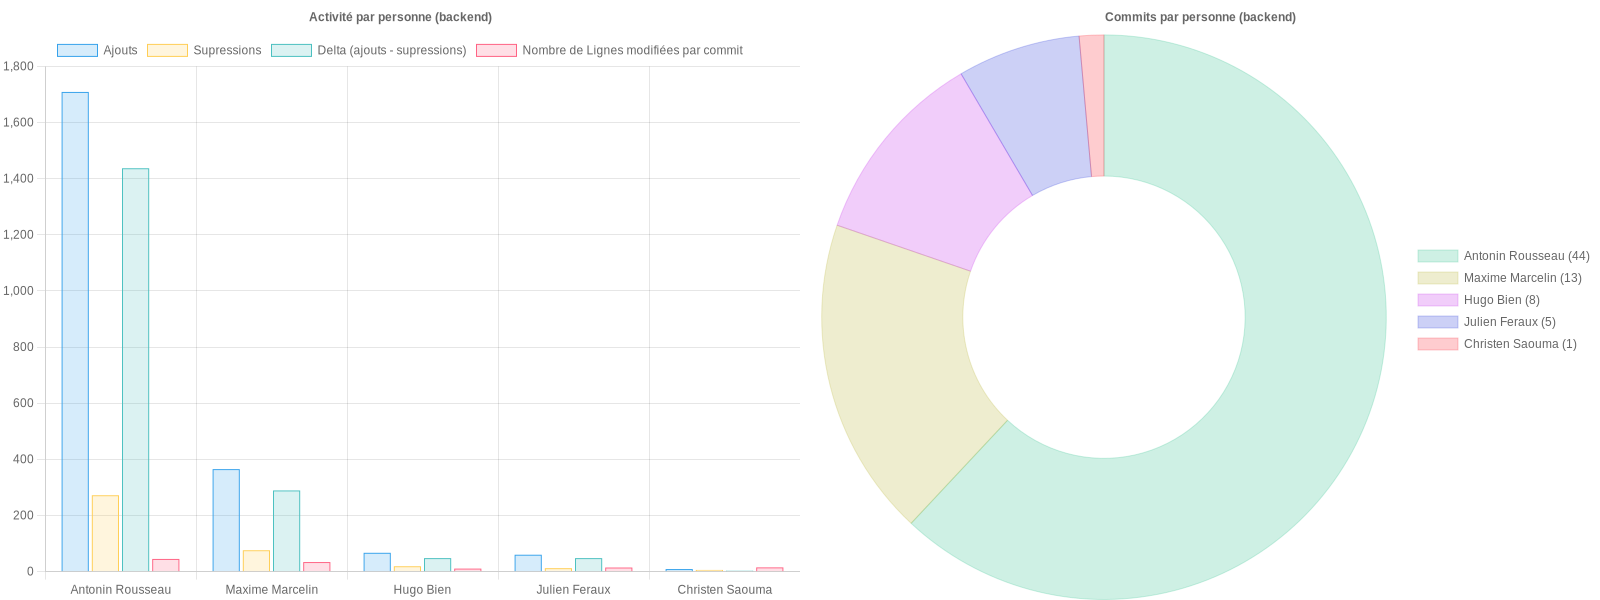 Activité par personne (backend)
Ajouts Supressions Delta (ajouts - supressions) Nombre de Lignes modifiées par commit
1,800
1,600
1,400
1,200
1,000
800
600
400
200
0
Antonin Rousseau Maxime Marcelin Hugo Bien Julien Feraux Christen Saouma
Commits par personne (backend)
Antonin Rousseau (44)
Maxime Marcelin (13)
Hugo Bien (8)
Julien Feraux (5)
Christen Saouma (1)